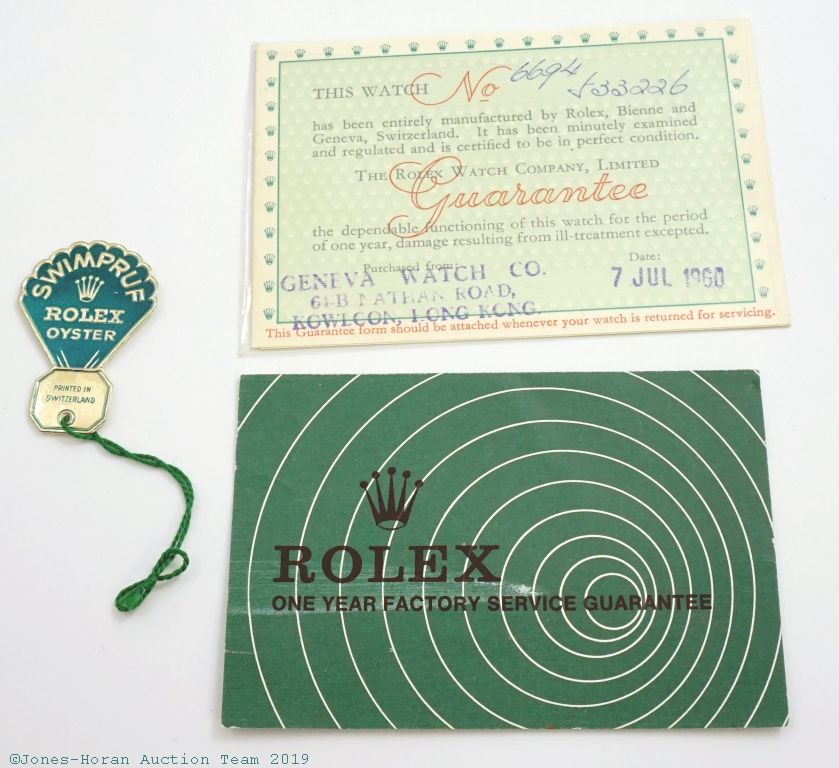 THIS WATCH No 6694 533226
has been entirely manufactured by Rolex, Bienne and
Geneva, Switzerland. It has been minutely examined
and regulated and is certified to be in perfect condition.
THE ROLEX WATCH COMPANY, LIMITED
Guarantee
the dependable functioning of this watch for the period
of one year, damage resulting from ill-treatment excepted.
Purchased from: Date:
GENEVA WATCH CO. 7 JUL 1960
64-B NATHAN ROAD,
KOWLOON, HONG KONG.
This Guarantee form should be attached whenever your watch is returned for servicing.
SWIMPRUF
ROLEX
OYSTER
PRINTED IN
SWITZERLAND
ROLEX
ONE YEAR FACTORY SERVICE GUARANTEE
©Jones-Horan Auction Team 2019